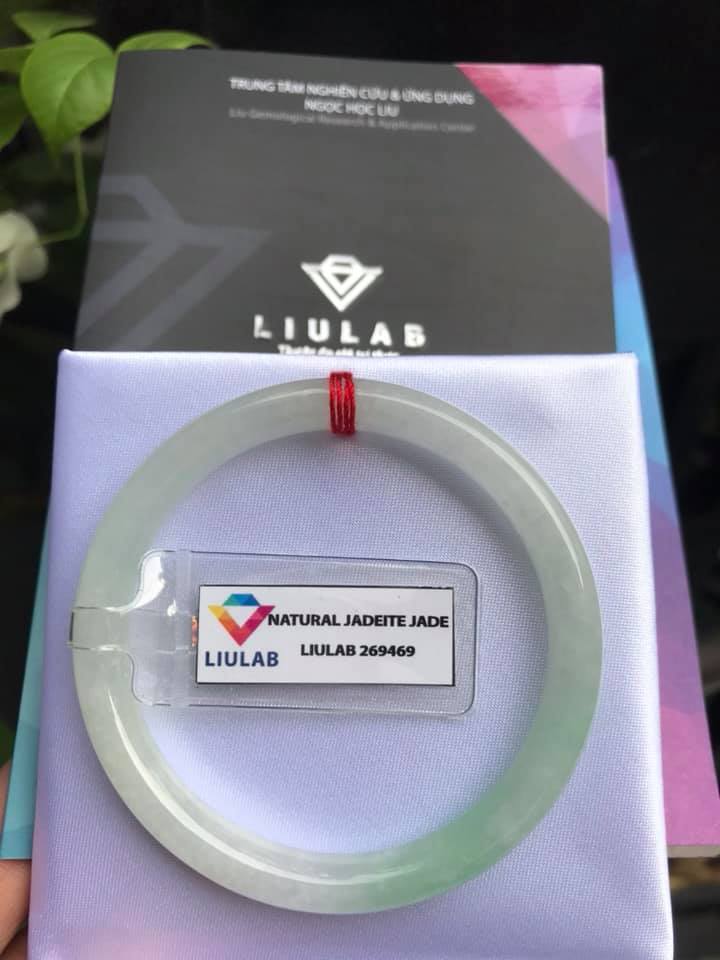 TRUNG TÂM NGHIÊN CỨU & ỨNG DỤNG
NGỌC HỌC LIU
Liu Gemological Research & Application Center
LIULAB
NATURAL JADEITE JADE
LIULAB 269469
LIULAB